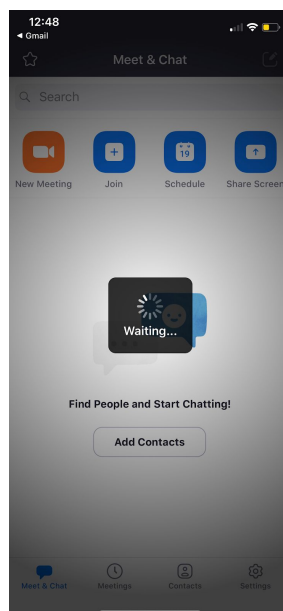 12:48
◀ Gmail
Meet & Chat
Search
New Meeting
Join
19
Schedule
Share Screen
Waiting...
Find People and Start Chatting!
Add Contacts
Meet & Chat
Meetings
Contacts
Settings